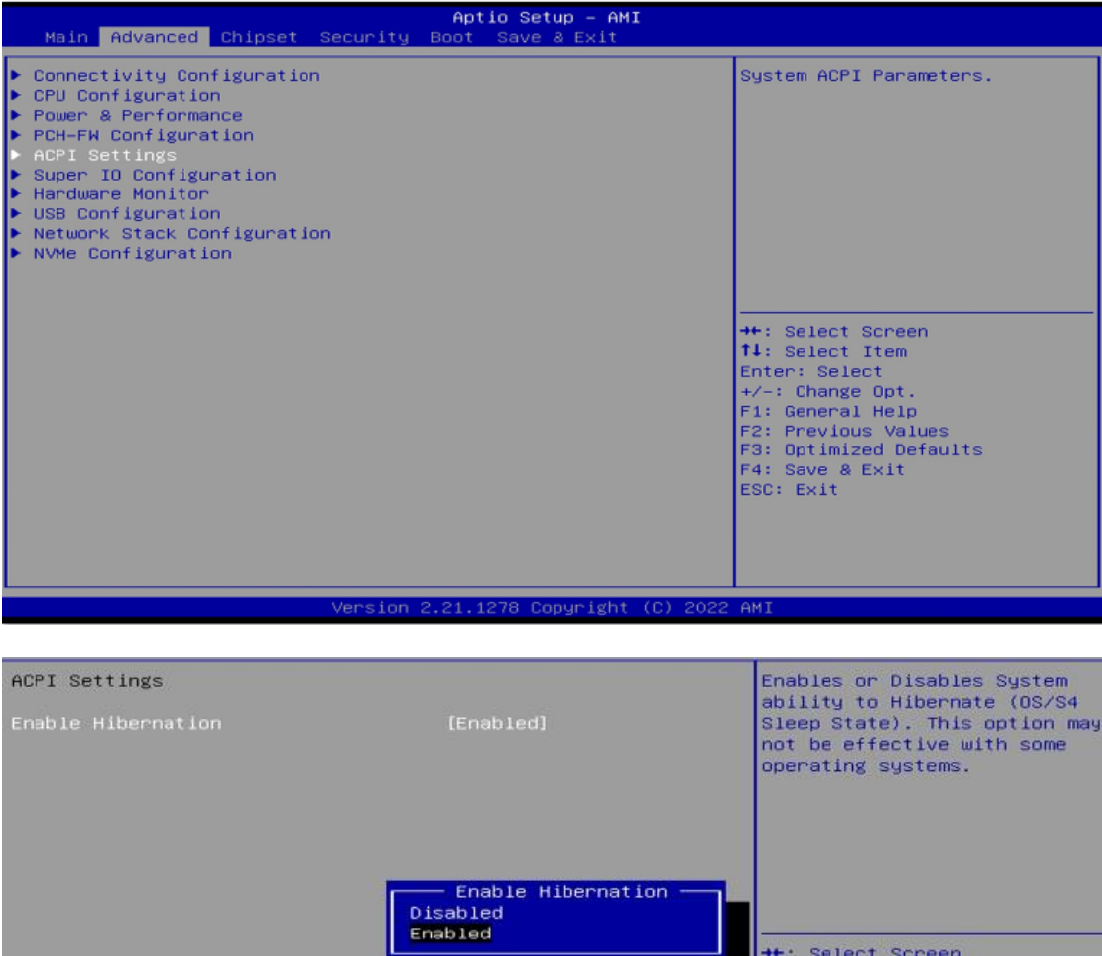 Aptio Setup – AMI
Main Advanced Chipset Security Boot Save & Exit
► Connectivity Configuration
► CPU Configuration
► Power & Performance
► PCH-FW Configuration
► ACPI Settings
► Super IO Configuration
► Hardware Monitor
► USB Configuration
► Network Stack Configuration
► NVMe Configuration
System ACPI Parameters.
→←: Select Screen
↑↓: Select Item
Enter: Select
+/-: Change Opt.
F1: General Help
F2: Previous Values
F3: Optimized Defaults
F4: Save & Exit
ESC: Exit
Version 2.21.1278 Copyright (C) 2022 AMI
ACPI Settings
Enable Hibernation [Enabled]
Enables or Disables System
ability to Hibernate (OS/S4
Sleep State). This option may
not be effective with some
operating systems.
Enable Hibernation
Disabled
Enabled
→←: Select Screen